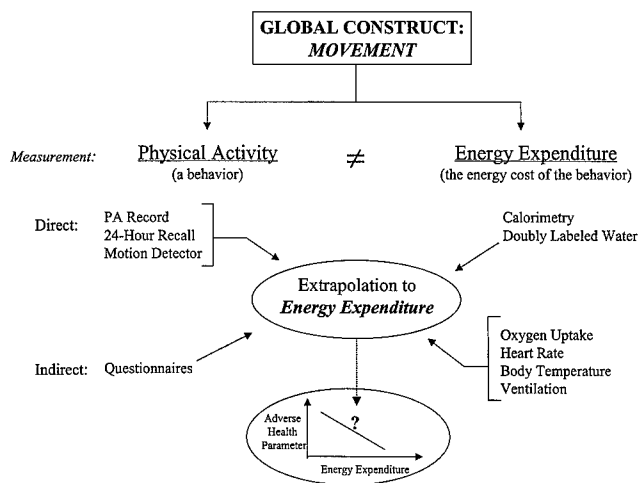 GLOBAL CONSTRUCT:
MOVEMENT
Measurement:
Physical Activity
(a behavior)
≠
Energy Expenditure
(the energy cost of the behavior)
Direct:
PA Record
24-Hour Recall
Motion Detector
Calorimetry
Doubly Labeled Water
Extrapolation to
Energy Expenditure
Indirect:
Questionnaires
Oxygen Uptake
Heart Rate
Body Temperature
Ventilation
Adverse
Health
Parameter
?
Energy Expenditure